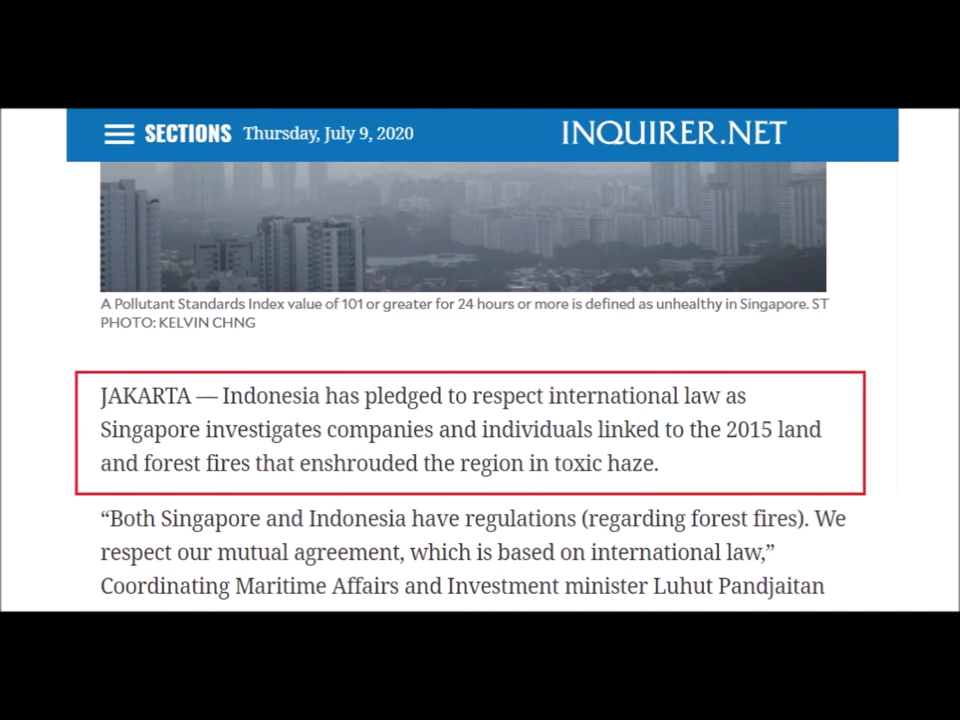 SECTIONS Thursday, July 9, 2020 INQUIRER.NET
A Pollutant Standards Index value of 101 or greater for 24 hours or more is defined as unhealthy in Singapore. ST
PHOTO: KELVIN CHNG
JAKARTA — Indonesia has pledged to respect international law as
Singapore investigates companies and individuals linked to the 2015 land
and forest fires that enshrouded the region in toxic haze.
“Both Singapore and Indonesia have regulations (regarding forest fires). We
respect our mutual agreement, which is based on international law,”
Coordinating Maritime Affairs and Investment minister Luhut Pandjaitan